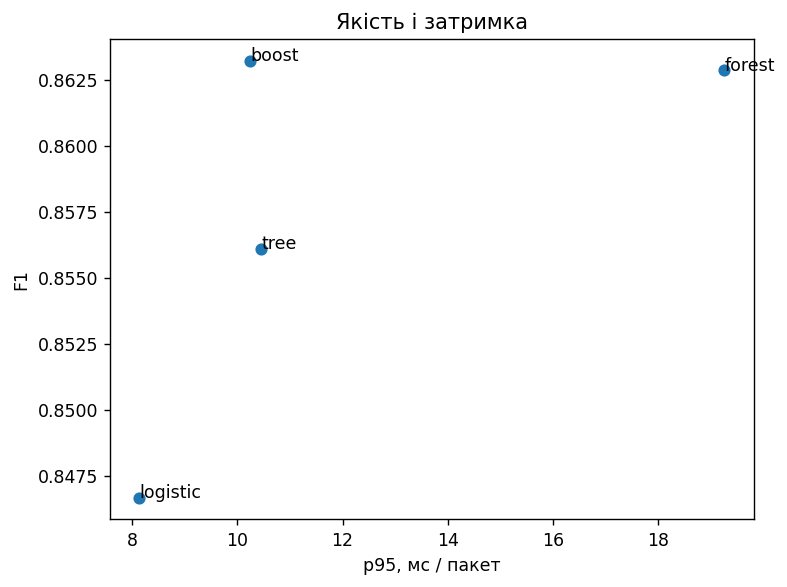 Якість і затримка
boost
forest
tree
logistic
0.8625
0.8600
0.8575
0.8550
0.8525
0.8500
0.8475
F1
8 10 12 14 16 18
p95, мс / пакет